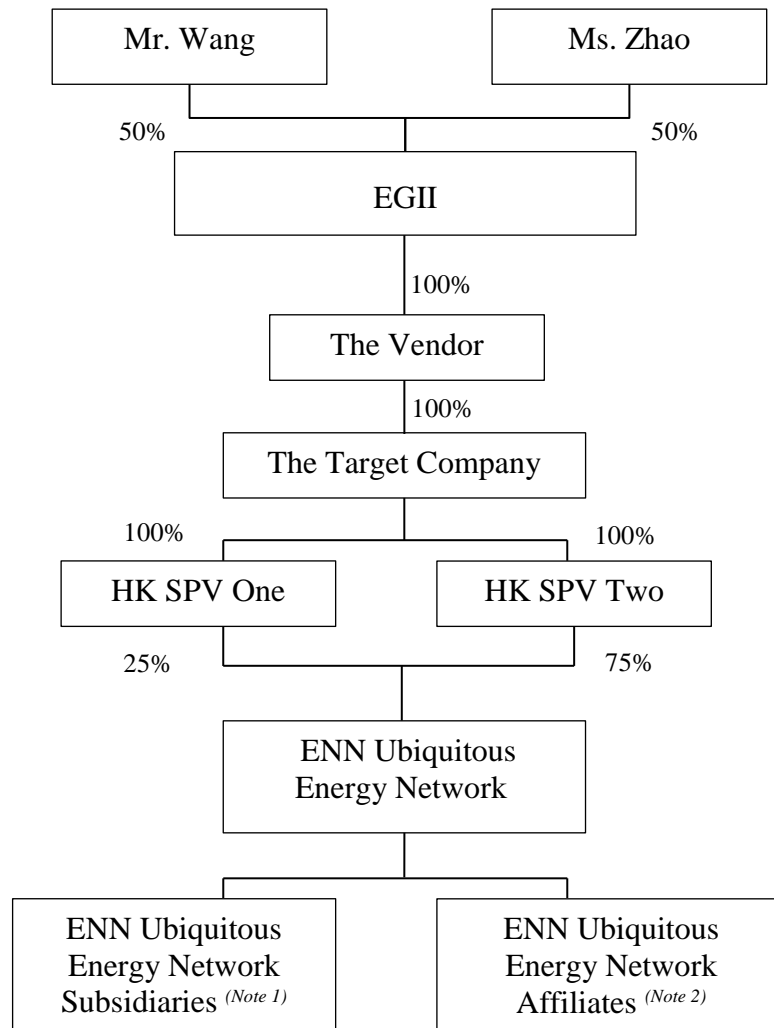 Mr. Wang
Ms. Zhao
50%
50%
EGII
100%
The Vendor
100%
The Target Company
100%
100%
HK SPV One
HK SPV Two
25%
75%
ENN Ubiquitous
Energy Network
ENN Ubiquitous
Energy Network
Subsidiaries (Note 1)
ENN Ubiquitous
Energy Network
Affiliates (Note 2)